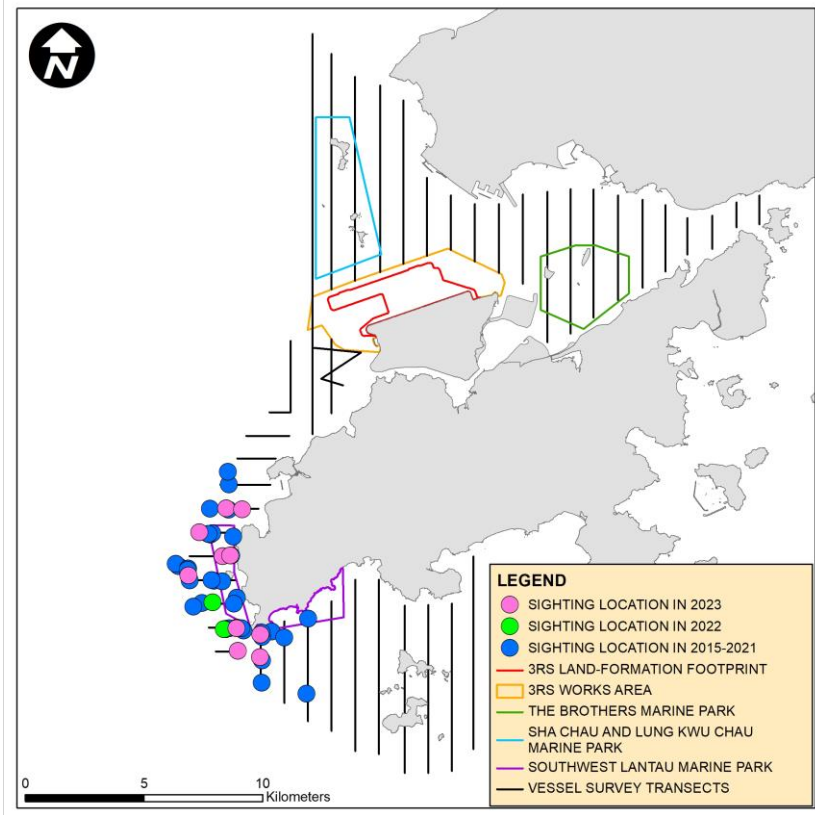 N
LEGEND
SIGHTING LOCATION IN 2023
SIGHTING LOCATION IN 2022
SIGHTING LOCATION IN 2015-2021
3RS LAND-FORMATION FOOTPRINT
3RS WORKS AREA
THE BROTHERS MARINE PARK
SHA CHAU AND LUNG KWU CHAU
MARINE PARK
SOUTHWEST LANTAU MARINE PARK
VESSEL SURVEY TRANSECTS
0 5 10
Kilometers